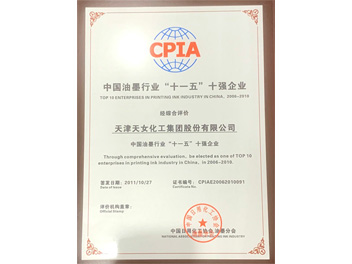 CPIA
中国油墨行业“十一五”十强企业
TOP 10 ENTERPRISES IN PRINTING INK INDUSTRY IN CHINA, 2006-2010
经综合评价
天津天女化工集团股份有限公司
中国油墨行业“十一五”十强企业
Through comprehensive evaluation, be elected as one of TOP 10
enterprises in printing ink industry in China, in 2006-2010.
签发日期：2011/10/27
Date of Issue
证书编号：CPIAE20062010001
Certificate No.
评价机构盖章：
Official Stamp
中国日用化工协会 油墨分会